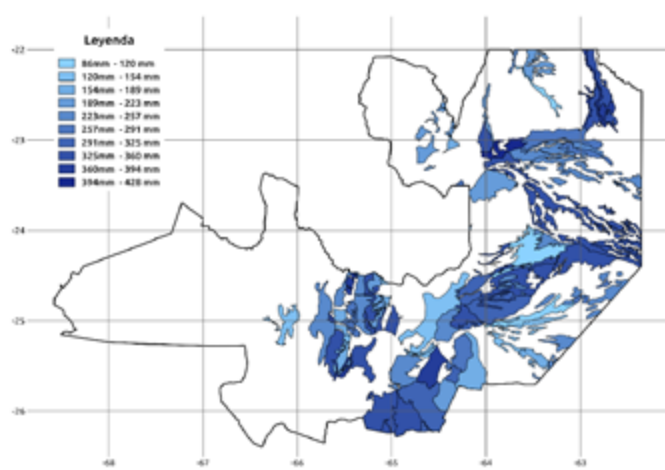 Leyenda
86mm - 120 mm
120mm - 154 mm
154mm - 189 mm
189mm - 223 mm
223mm - 257 mm
257mm - 291 mm
291mm - 325 mm
325mm - 360 mm
360mm - 394 mm
394mm - 428 mm
-22
-23
-24
-25
-26
-68
-67
-66
-65
-64
-63